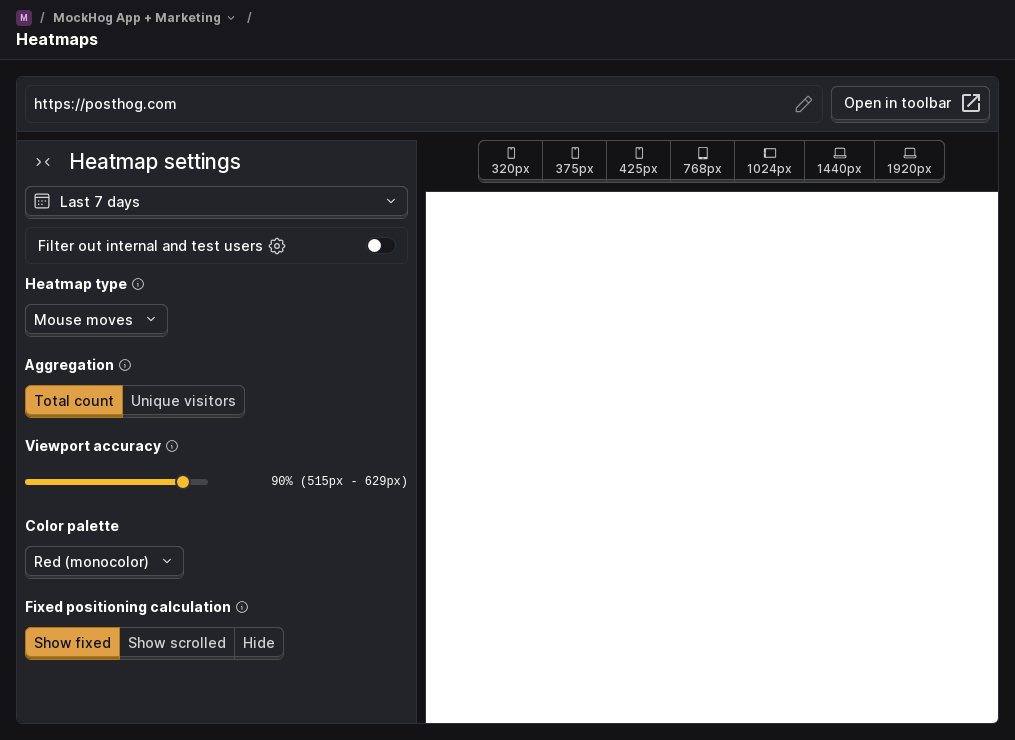 M / MockHog App + Marketing /
Heatmaps
https://posthog.com
Open in toolbar
Heatmap settings
320px 375px 425px 768px 1024px 1440px 1920px
Last 7 days
Filter out internal and test users
Heatmap type
Mouse moves
Aggregation
Total count Unique visitors
Viewport accuracy
90% (515px - 629px)
Color palette
Red (monocolor)
Fixed positioning calculation
Show fixed Show scrolled Hide